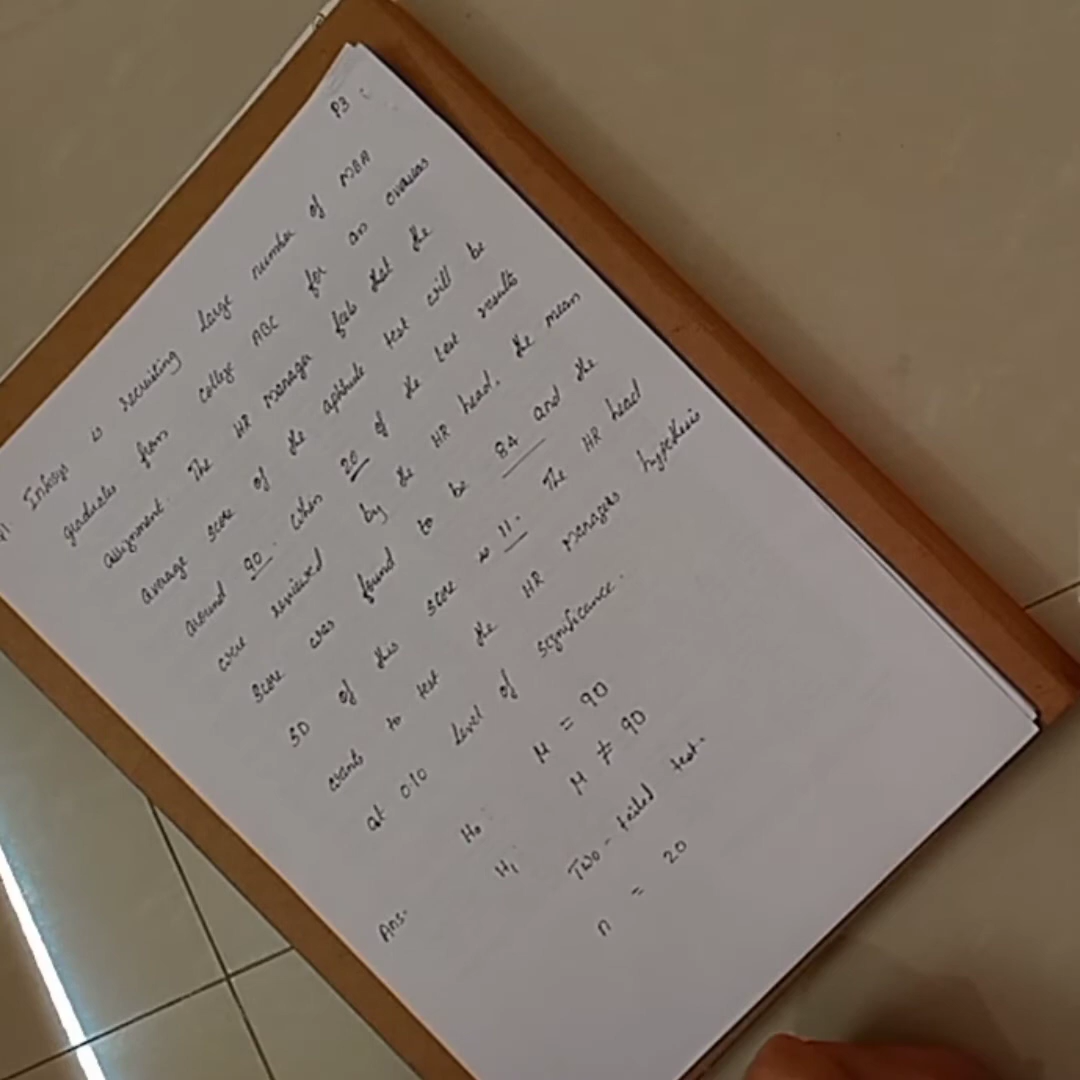 P3
Infosys is recruiting large number of MBA
graduates from college ABC for an overseas
assignment. The HR manager feels that the
average score of the aptitude test will be
around 90. When 20 of the test results
were reviewed by the HR head, the mean
score was found to be 84 and the
SD of this score is 11. The HR head
wants to test the HR managers hypothesis
at 0.10 level of significance.
H₀ : μ = 90
H₁ μ ≠ 90
Ans. Two-tailed test.
n = 20